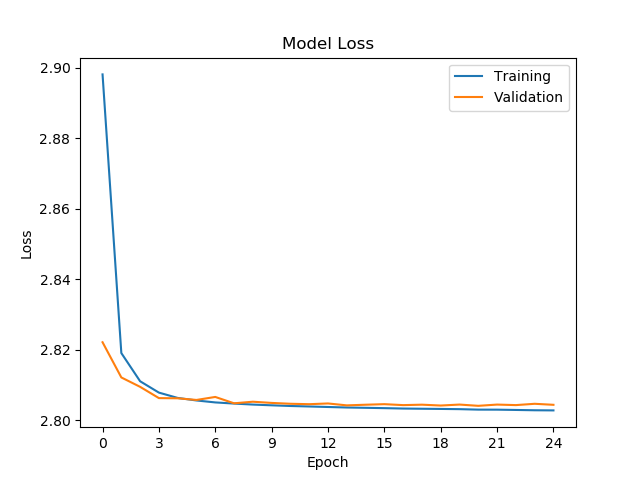 Model Loss
2.90
2.88
2.86
2.84
2.82
2.80
Loss
Training
Validation
0 3 6 9 12 15 18 21 24
Epoch